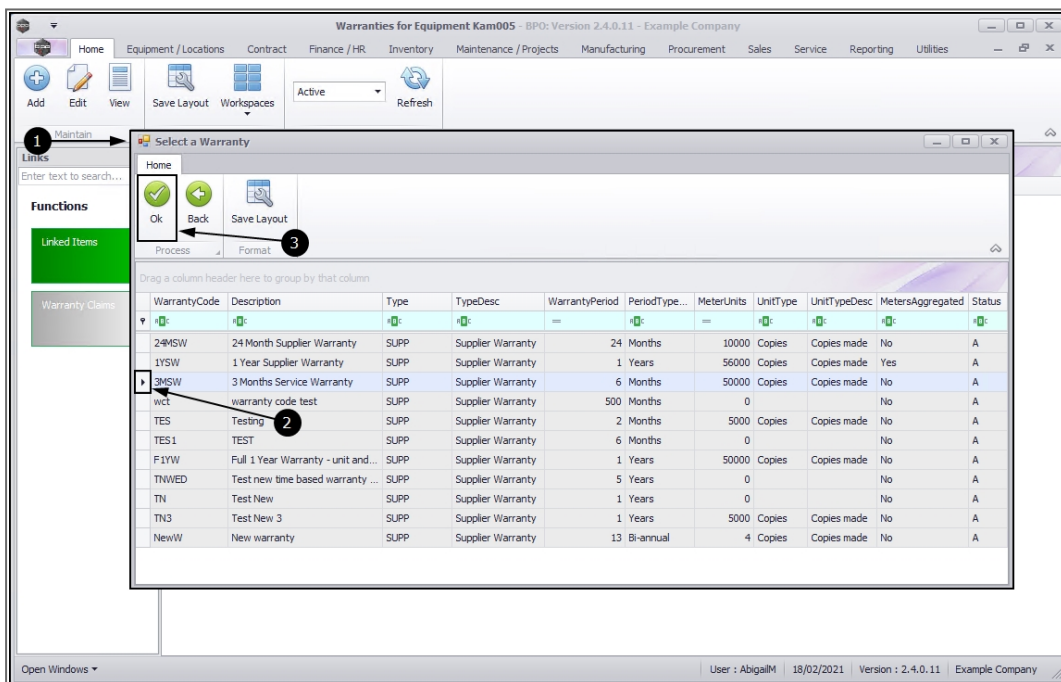 Warranties for Equipment Kam005 - BPO: Version 2.4.0.11 - Example Company
Home Equipment / Locations Contract Finance / HR Inventory Maintenance / Projects Manufacturing Procurement Sales Service Reporting Utilities
Add Edit View Save Layout Workspaces Active Refresh
Maintain
1
Select a Warranty
Links
Home
Enter text to search...
Functions
Ok Back Save Layout
Linked Items
3
Process Format
Drag a column header here to group by that column
Warranty Claims
WarrantyCode Description Type TypeDesc WarrantyPeriod PeriodType... MeterUnits UnitType UnitTypeDesc MetersAggregated Status
24MSW 24 Month Supplier Warranty SUPP Supplier Warranty 24 Months 10000 Copies Copies made No A
1YSW 1 Year Supplier Warranty SUPP Supplier Warranty 1 Years 56000 Copies Copies made Yes A
3MSW 3 Months Service Warranty SUPP Supplier Warranty 6 Months 50000 Copies Copies made No A
wct warranty code test SUPP Supplier Warranty 500 Months 0 No A
TES Testing 2 SUPP Supplier Warranty 2 Months 5000 Copies Copies made No A
TES1 TEST SUPP Supplier Warranty 6 Months 0 No A
F1YW Full 1 Year Warranty - unit and... SUPP Supplier Warranty 1 Years 50000 Copies Copies made No A
TNWED Test new time based warranty ... SUPP Supplier Warranty 5 Years 0 No A
TN Test New SUPP Supplier Warranty 1 Years 0 No A
TN3 Test New 3 SUPP Supplier Warranty 1 Years 5000 Copies Copies made No A
NewW New warranty SUPP Supplier Warranty 13 Bi-annual 4 Copies Copies made No A
Open Windows User : AbigailM 18/02/2021 Version : 2.4.0.11 Example Company